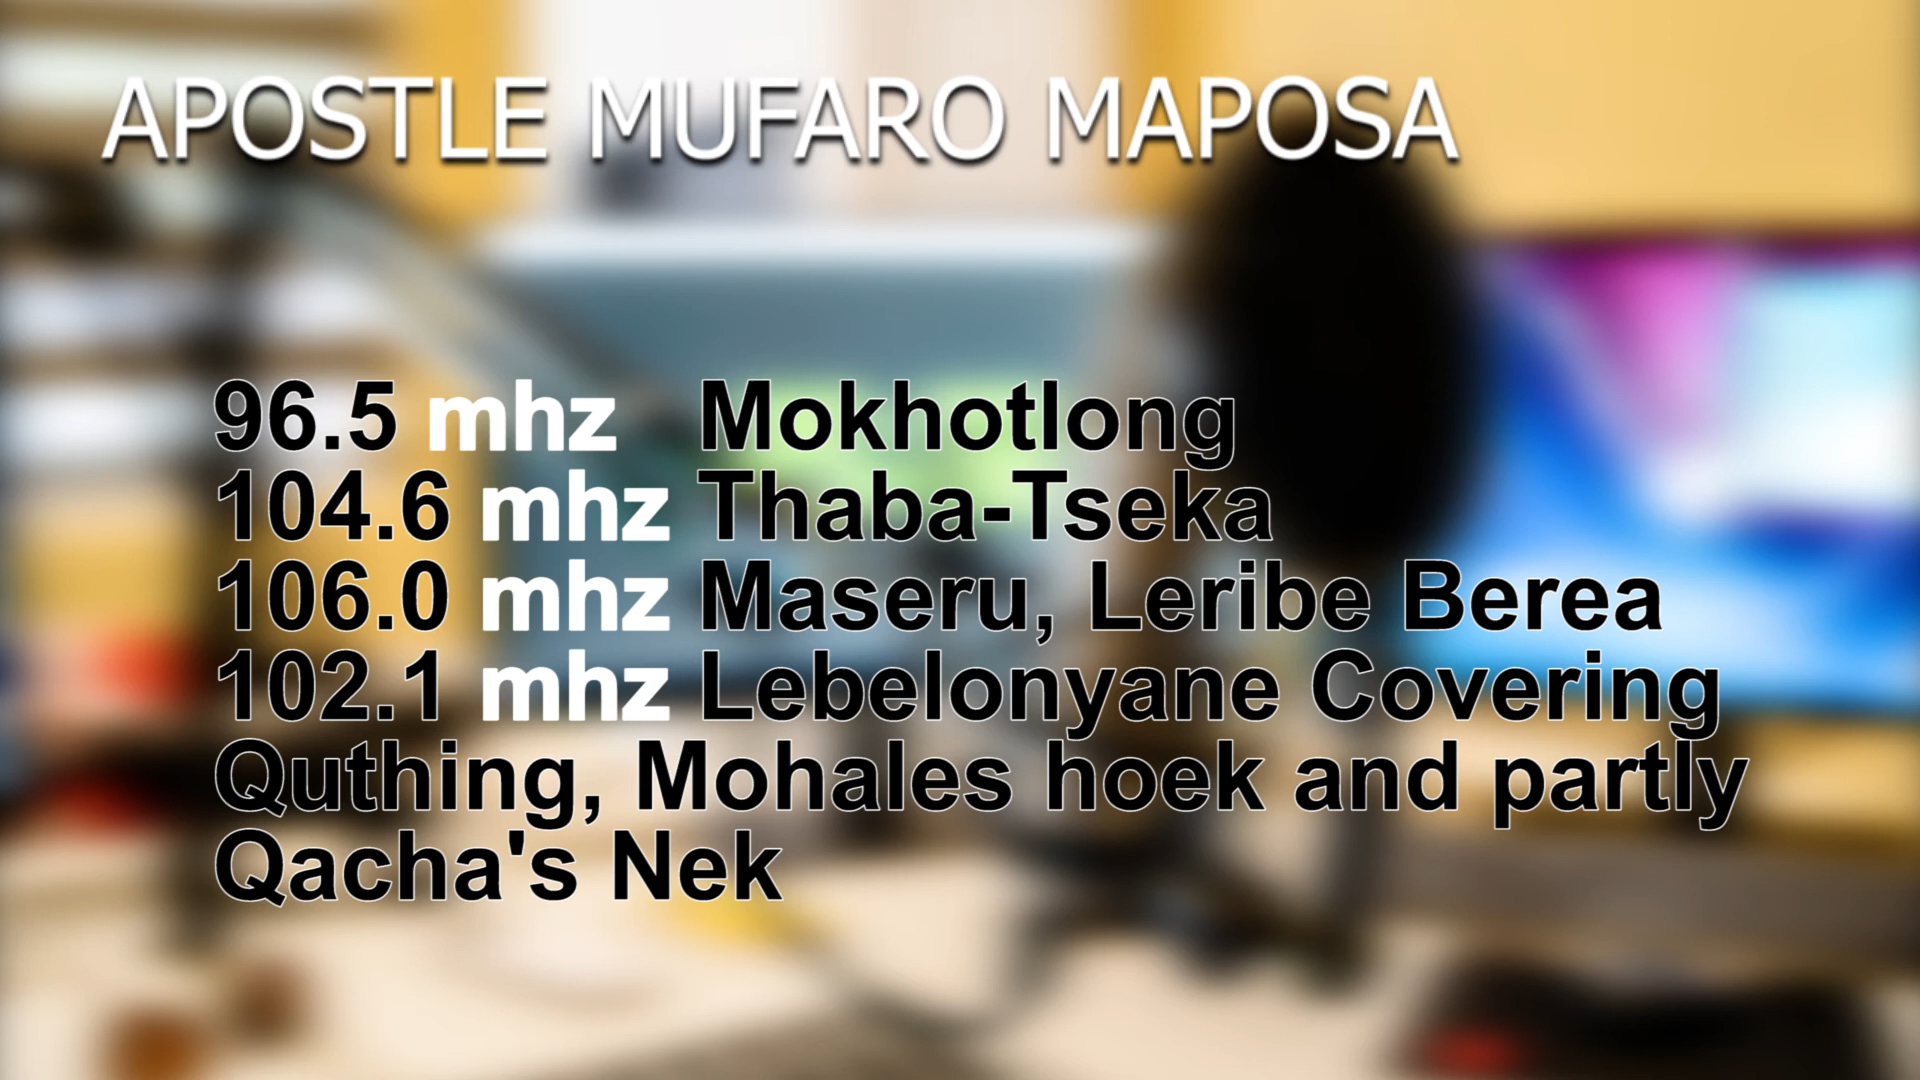 APOSTLE MUFARO MAPOSA
96.5 mhz Mokhotlong
104.6 mhz Thaba-Tseka
106.0 mhz Maseru, Leribe Berea
102.1 mhz Lebelonyane Covering
Quthing, Mohales hoek and partly
Qacha's Nek